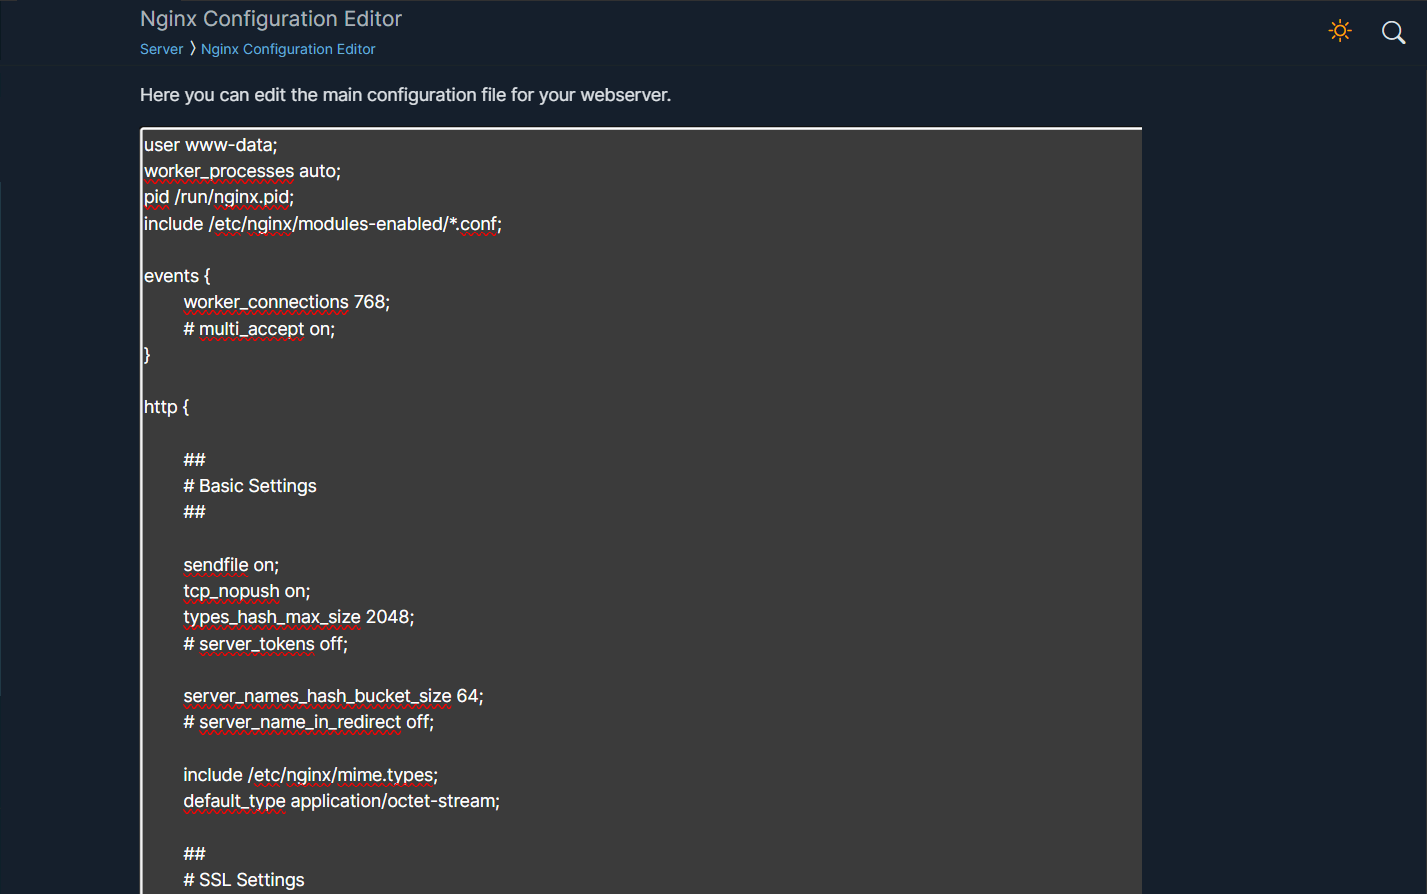 Nginx Configuration Editor
Server ❭ Nginx Configuration Editor
Here you can edit the main configuration file for your webserver.
user www-data;
worker_processes auto;
pid /run/nginx.pid;
include /etc/nginx/modules-enabled/*.conf;
events {
worker_connections 768;
# multi_accept on;
}
http {
##
# Basic Settings
##
sendfile on;
tcp_nopush on;
types_hash_max_size 2048;
# server_tokens off;
server_names_hash_bucket_size 64;
# server_name_in_redirect off;
include /etc/nginx/mime.types;
default_type application/octet-stream;
##
# SSL Settings